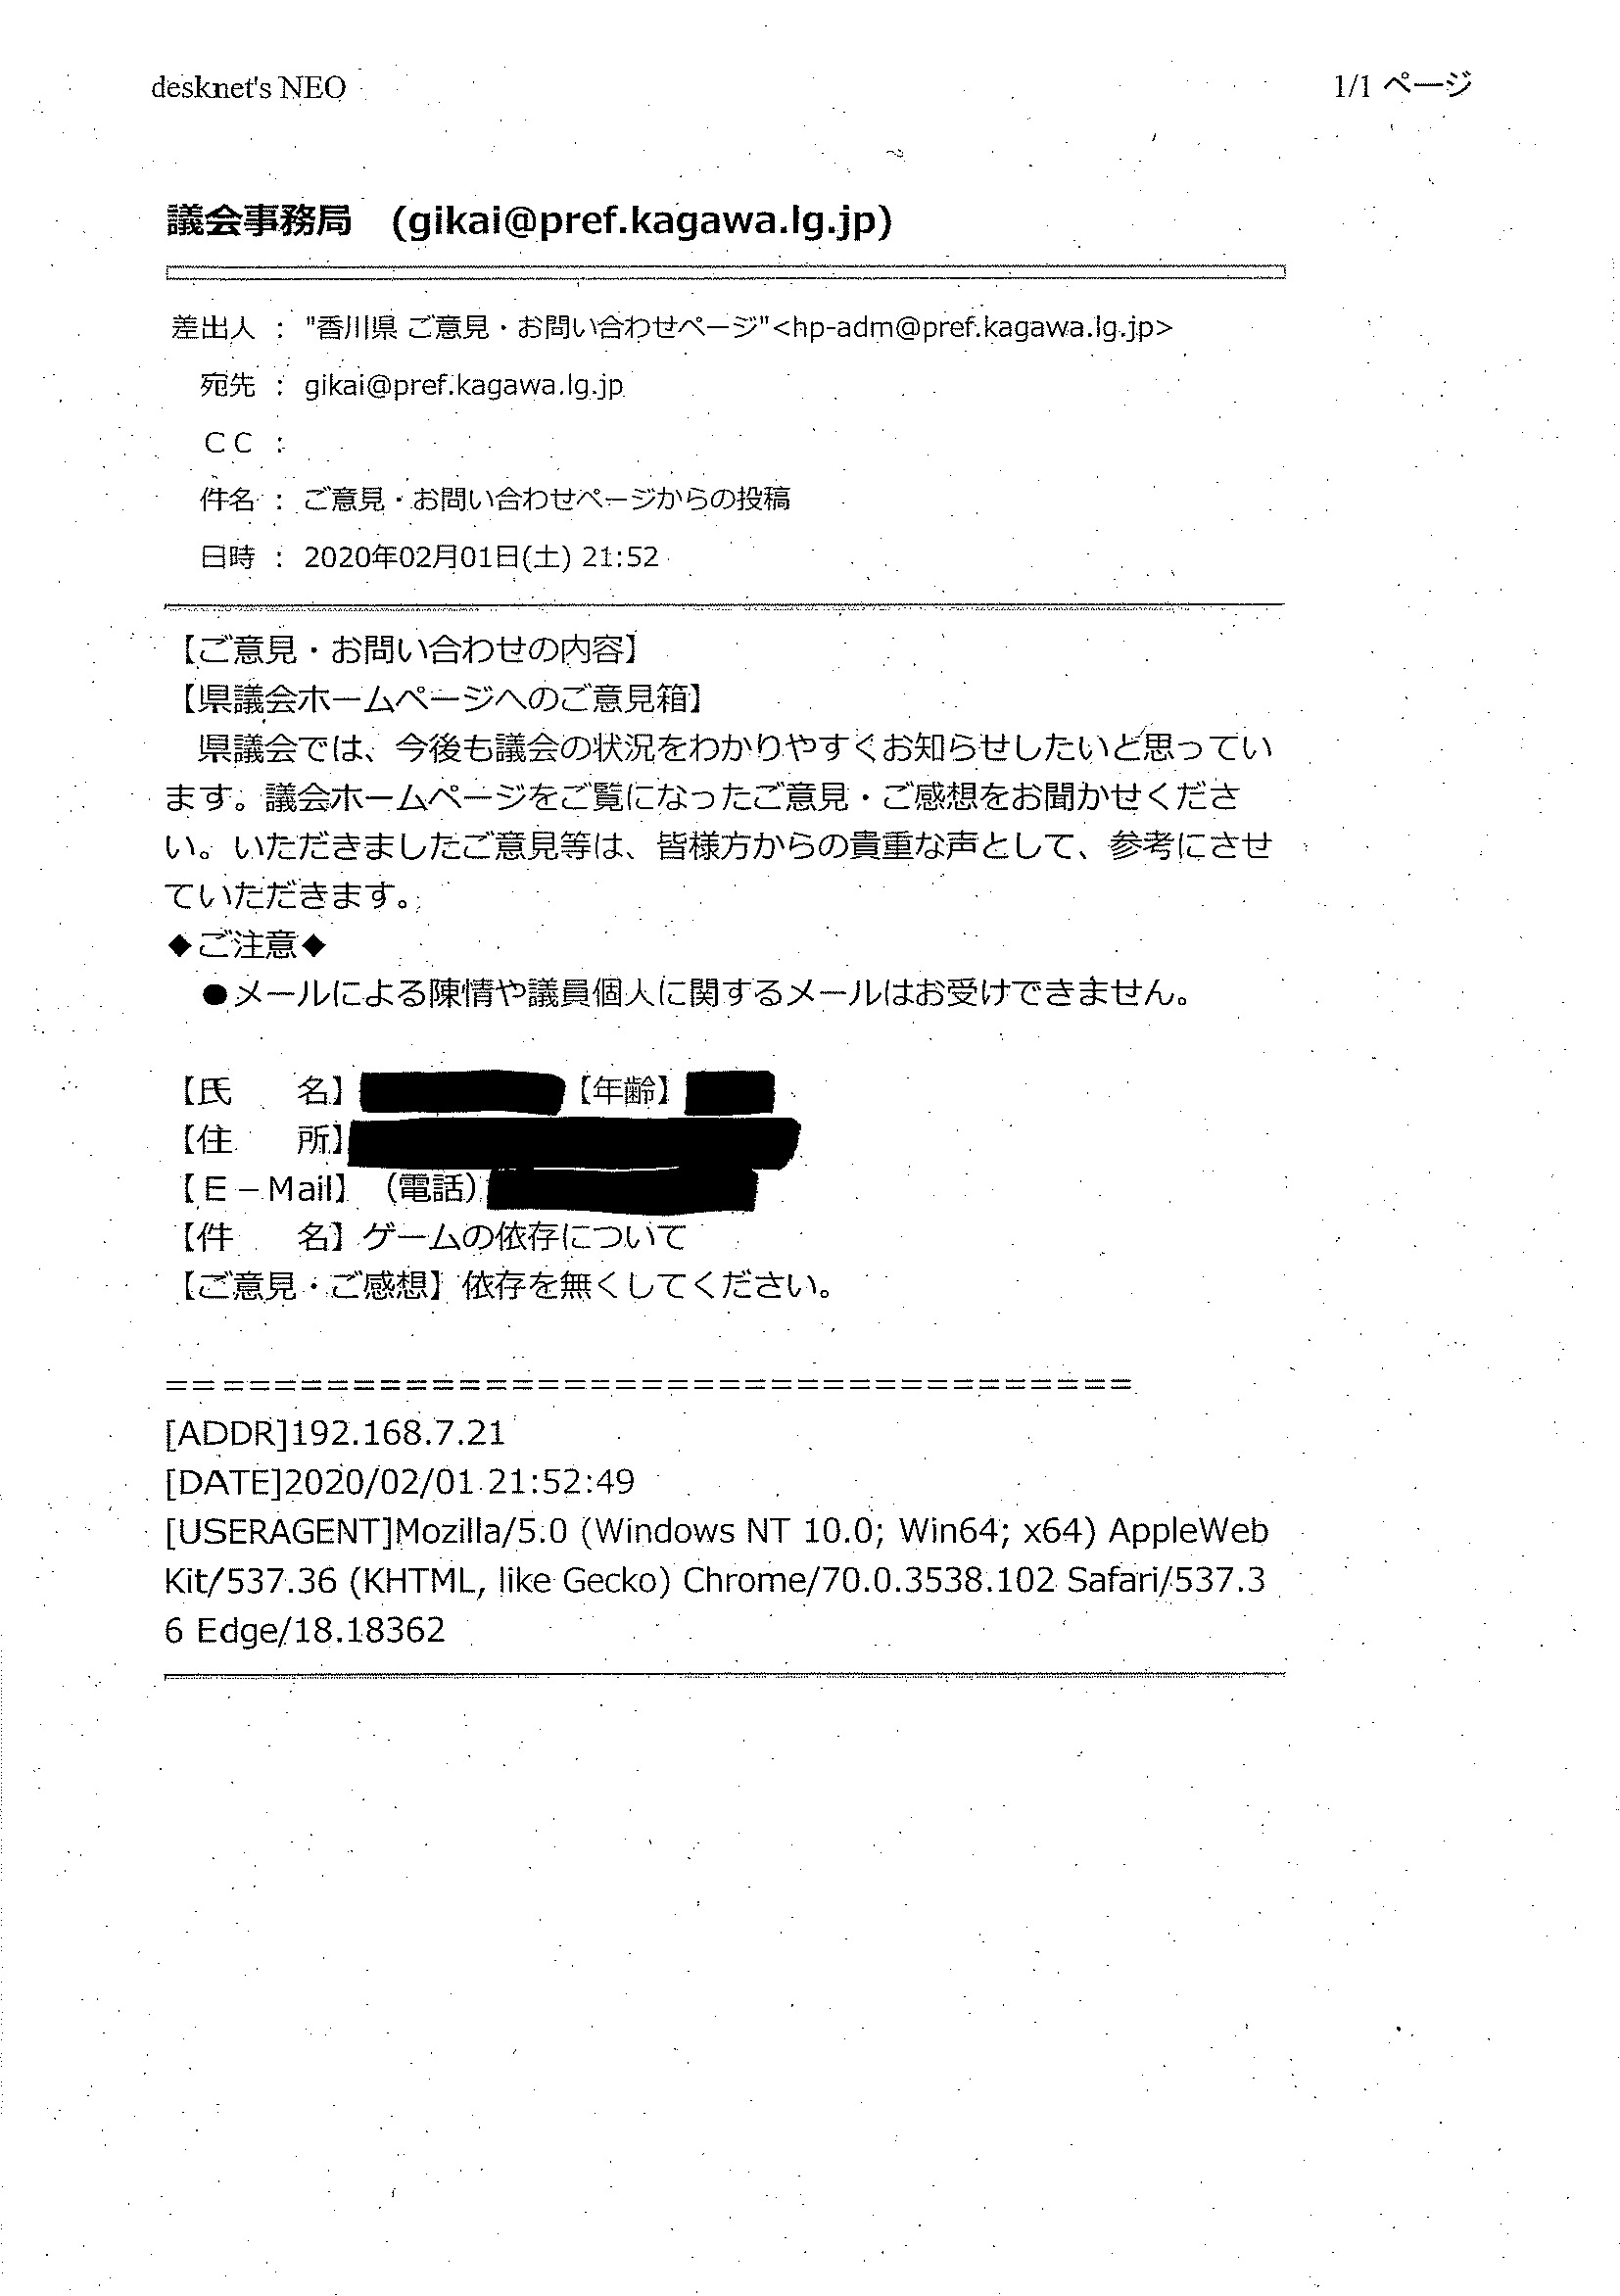 desknet's NEO 1/1 ページ
議会事務局 (gikai@pref.kagawa.lg.jp)
差出人 : "香川県 ご意見・お問い合わせページ"<hp-adm@pref.kagawa.lg.jp>
宛先 : gikai@pref.kagawa.lg.jp
ＣＣ :
件名 : ご意見・お問い合わせページからの投稿
日時 : 2020年02月01日(土) 21:52
【ご意見・お問い合わせの内容】
【県議会ホームページへのご意見箱】
　県議会では、今後も議会の状況をわかりやすくお知らせしたいと思ってい
ます。議会ホームページをご覧になったご意見・ご感想をお聞かせくださ
い。いただきましたご意見等は、皆様方からの貴重な声として、参考にさせ
ていただきます。
◆ご注意◆
　●メールによる陳情や議員個人に関するメールはお受けできません。
【氏　　名】 【年齢】
【住　　所】
【Ｅ－Mail】（電話）
【件　　名】ゲームの依存について
【ご意見・ご感想】依存を無くしてください。
=====================================
[ADDR]192.168.7.21
[DATE]2020/02/01 21:52:49
[USERAGENT]Mozilla/5.0 (Windows NT 10.0; Win64; x64) AppleWeb
Kit/537.36 (KHTML, like Gecko) Chrome/70.0.3538.102 Safari/537.3
6 Edge/18.18362